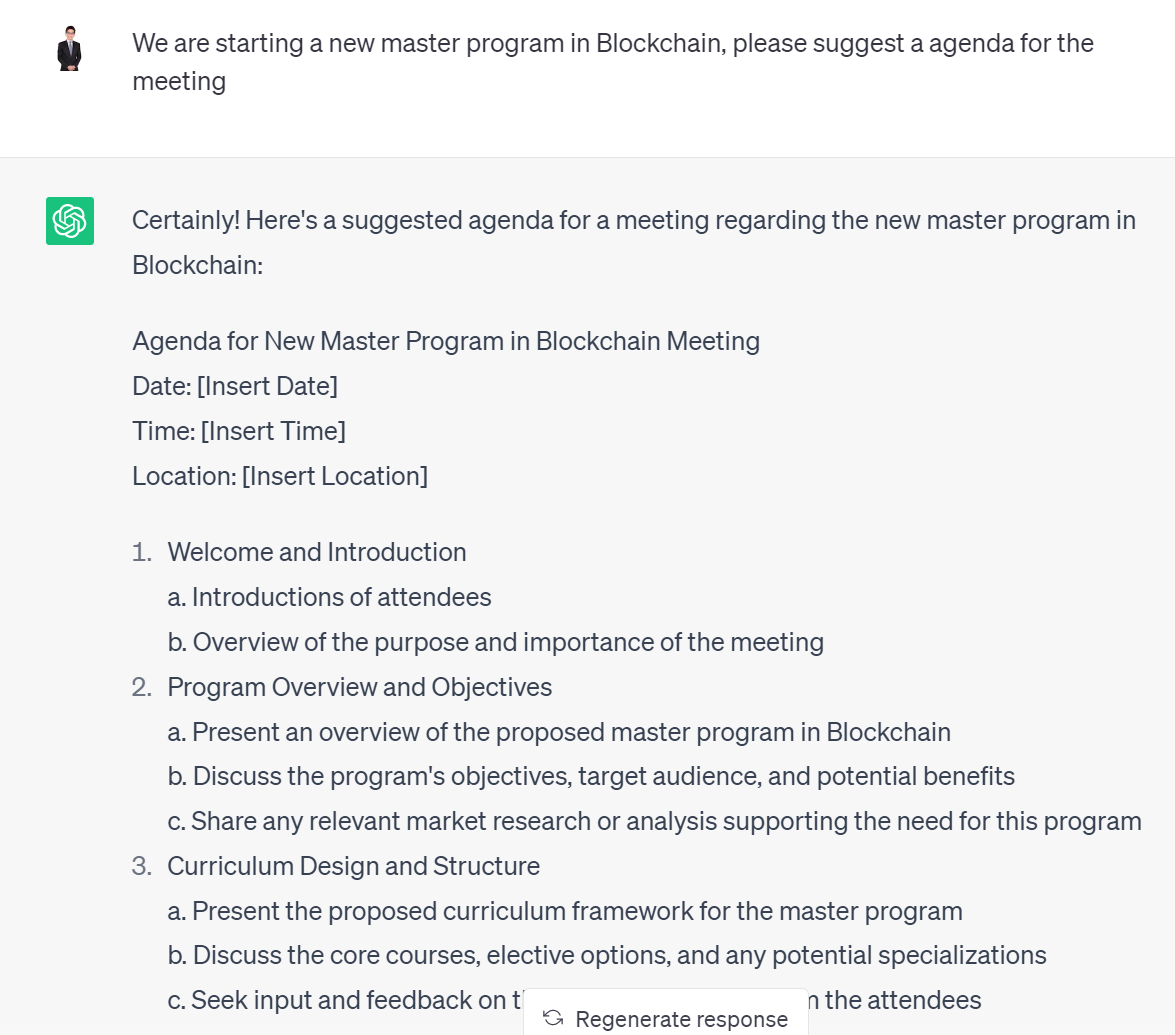 We are starting a new master program in Blockchain, please suggest a agenda for the
meeting
Certainly! Here's a suggested agenda for a meeting regarding the new master program in
Blockchain:
Agenda for New Master Program in Blockchain Meeting
Date: [Insert Date]
Time: [Insert Time]
Location: [Insert Location]
1. Welcome and Introduction
a. Introductions of attendees
b. Overview of the purpose and importance of the meeting
2. Program Overview and Objectives
a. Present an overview of the proposed master program in Blockchain
b. Discuss the program's objectives, target audience, and potential benefits
c. Share any relevant market research or analysis supporting the need for this program
3. Curriculum Design and Structure
a. Present the proposed curriculum framework for the master program
b. Discuss the core courses, elective options, and any potential specializations
c. Seek input and feedback on the attendees
Regenerate response